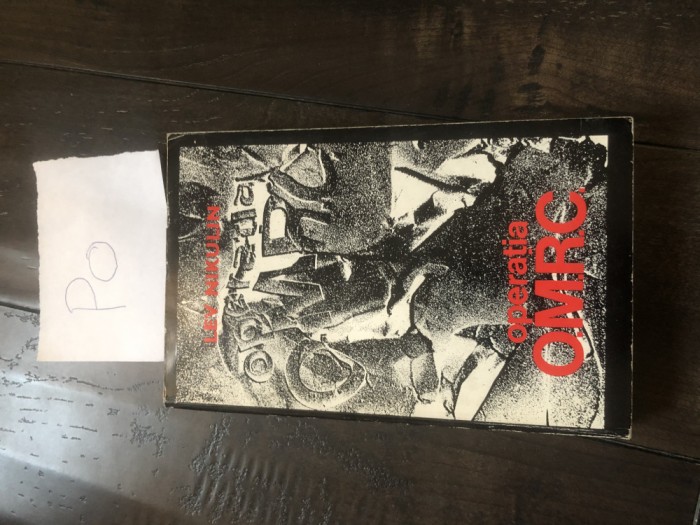 PO
LEV NIKULIN
operatia
O.M.R.C.